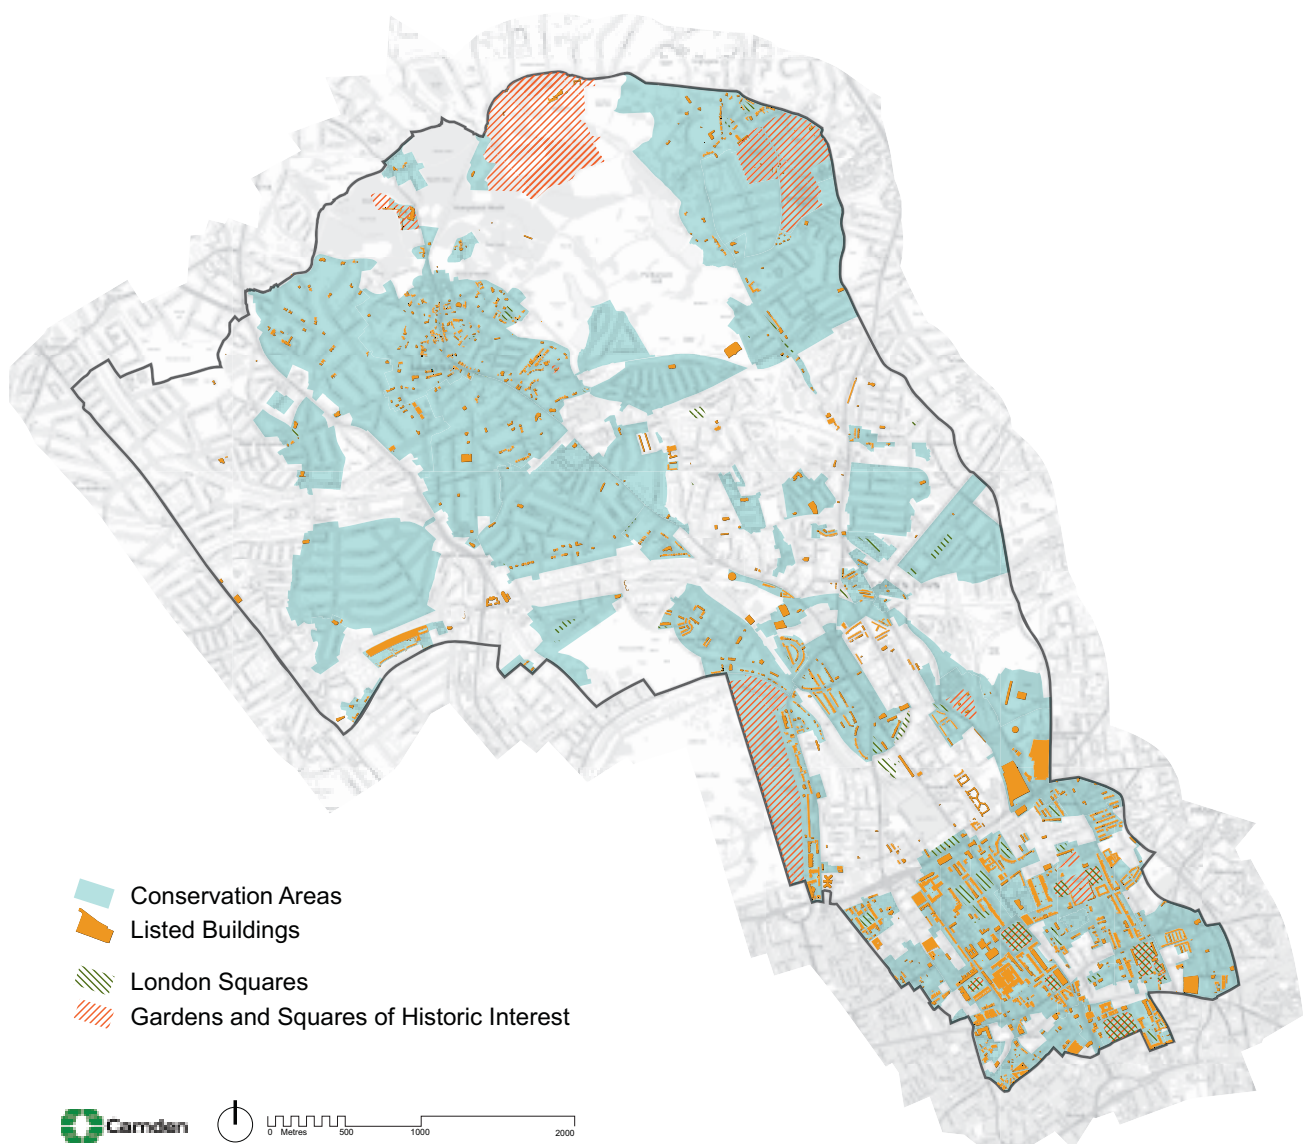 Conservation Areas
Listed Buildings
London Squares
Gardens and Squares of Historic Interest
Camden
0 Metres 500 1000 2000